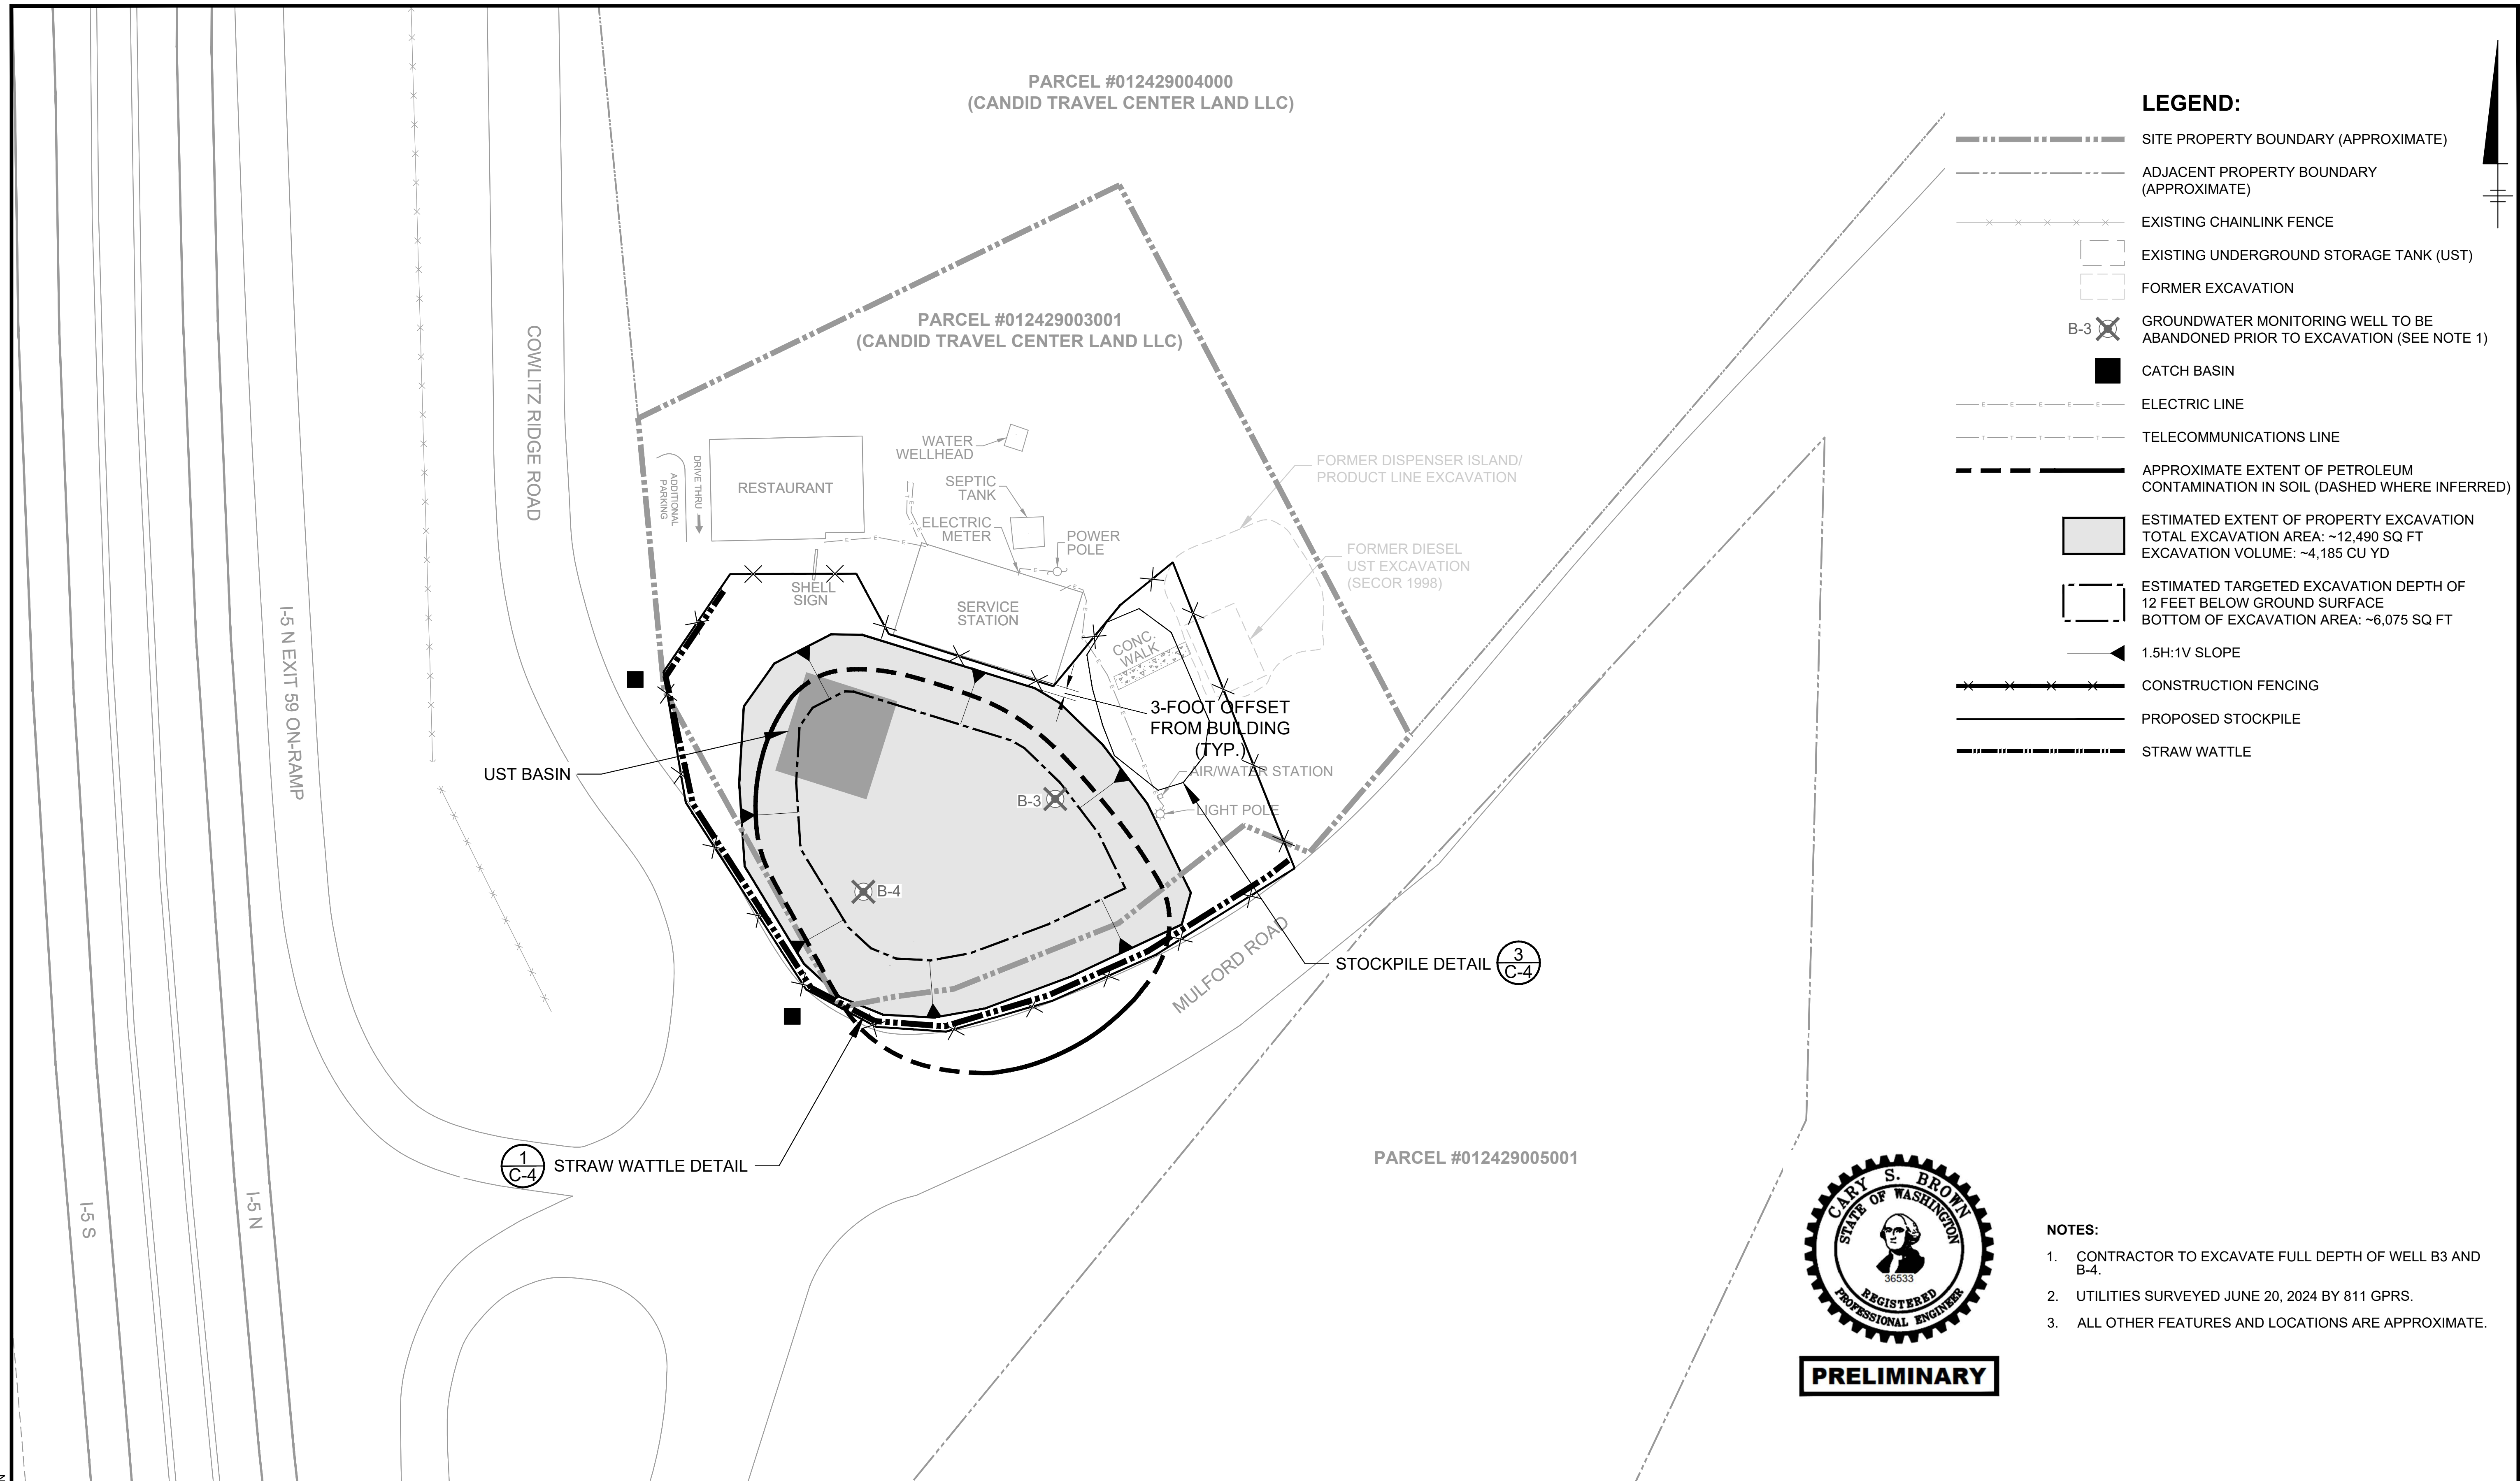 PARCEL #012429004000
(CANDID TRAVEL CENTER LAND LLC)
PARCEL #012429003001
(CANDID TRAVEL CENTER LAND LLC)
COWLITZ RIDGE ROAD
I-5 N EXIT 59 ON-RAMP
I-5 S
I-5 N
ADDITIONAL
PARKING
DRIVE THRU
RESTAURANT
WATER
WELLHEAD
SEPTIC
TANK
ELECTRIC
METER
POWER
POLE
SHELL
SIGN
SERVICE
STATION
CONC.
WALK
FORMER DISPENSER ISLAND/
PRODUCT LINE EXCAVATION
FORMER DIESEL
UST EXCAVATION
(SECOR 1998)
3-FOOT OFFSET
FROM BUILDING
(TYP.)
AIR/WATER STATION
LIGHT POLE
UST BASIN
B-3
B-4
MULFORD ROAD
STOCKPILE DETAIL
3
C-4
1
C-4
STRAW WATTLE DETAIL
PARCEL #012429005001
LEGEND:
SITE PROPERTY BOUNDARY (APPROXIMATE)
ADJACENT PROPERTY BOUNDARY
(APPROXIMATE)
EXISTING CHAINLINK FENCE
EXISTING UNDERGROUND STORAGE TANK (UST)
FORMER EXCAVATION
B-3
GROUNDWATER MONITORING WELL TO BE
ABANDONED PRIOR TO EXCAVATION (SEE NOTE 1)
CATCH BASIN
E E E E E
ELECTRIC LINE
T T T T T
TELECOMMUNICATIONS LINE
APPROXIMATE EXTENT OF PETROLEUM
CONTAMINATION IN SOIL (DASHED WHERE INFERRED)
ESTIMATED EXTENT OF PROPERTY EXCAVATION
TOTAL EXCAVATION AREA: ~12,490 SQ FT
EXCAVATION VOLUME: ~4,185 CU YD
ESTIMATED TARGETED EXCAVATION DEPTH OF
12 FEET BELOW GROUND SURFACE
BOTTOM OF EXCAVATION AREA: ~6,075 SQ FT
1.5H:1V SLOPE
CONSTRUCTION FENCING
PROPOSED STOCKPILE
STRAW WATTLE
CARY S. BROWN
STATE OF WASHINGTON
36533
REGISTERED
PROFESSIONAL ENGINEER
PRELIMINARY
NOTES:
1. CONTRACTOR TO EXCAVATE FULL DEPTH OF WELL B3 AND
B-4.
2. UTILITIES SURVEYED JUNE 20, 2024 BY 811 GPRS.
3. ALL OTHER FEATURES AND LOCATIONS ARE APPROXIMATE.